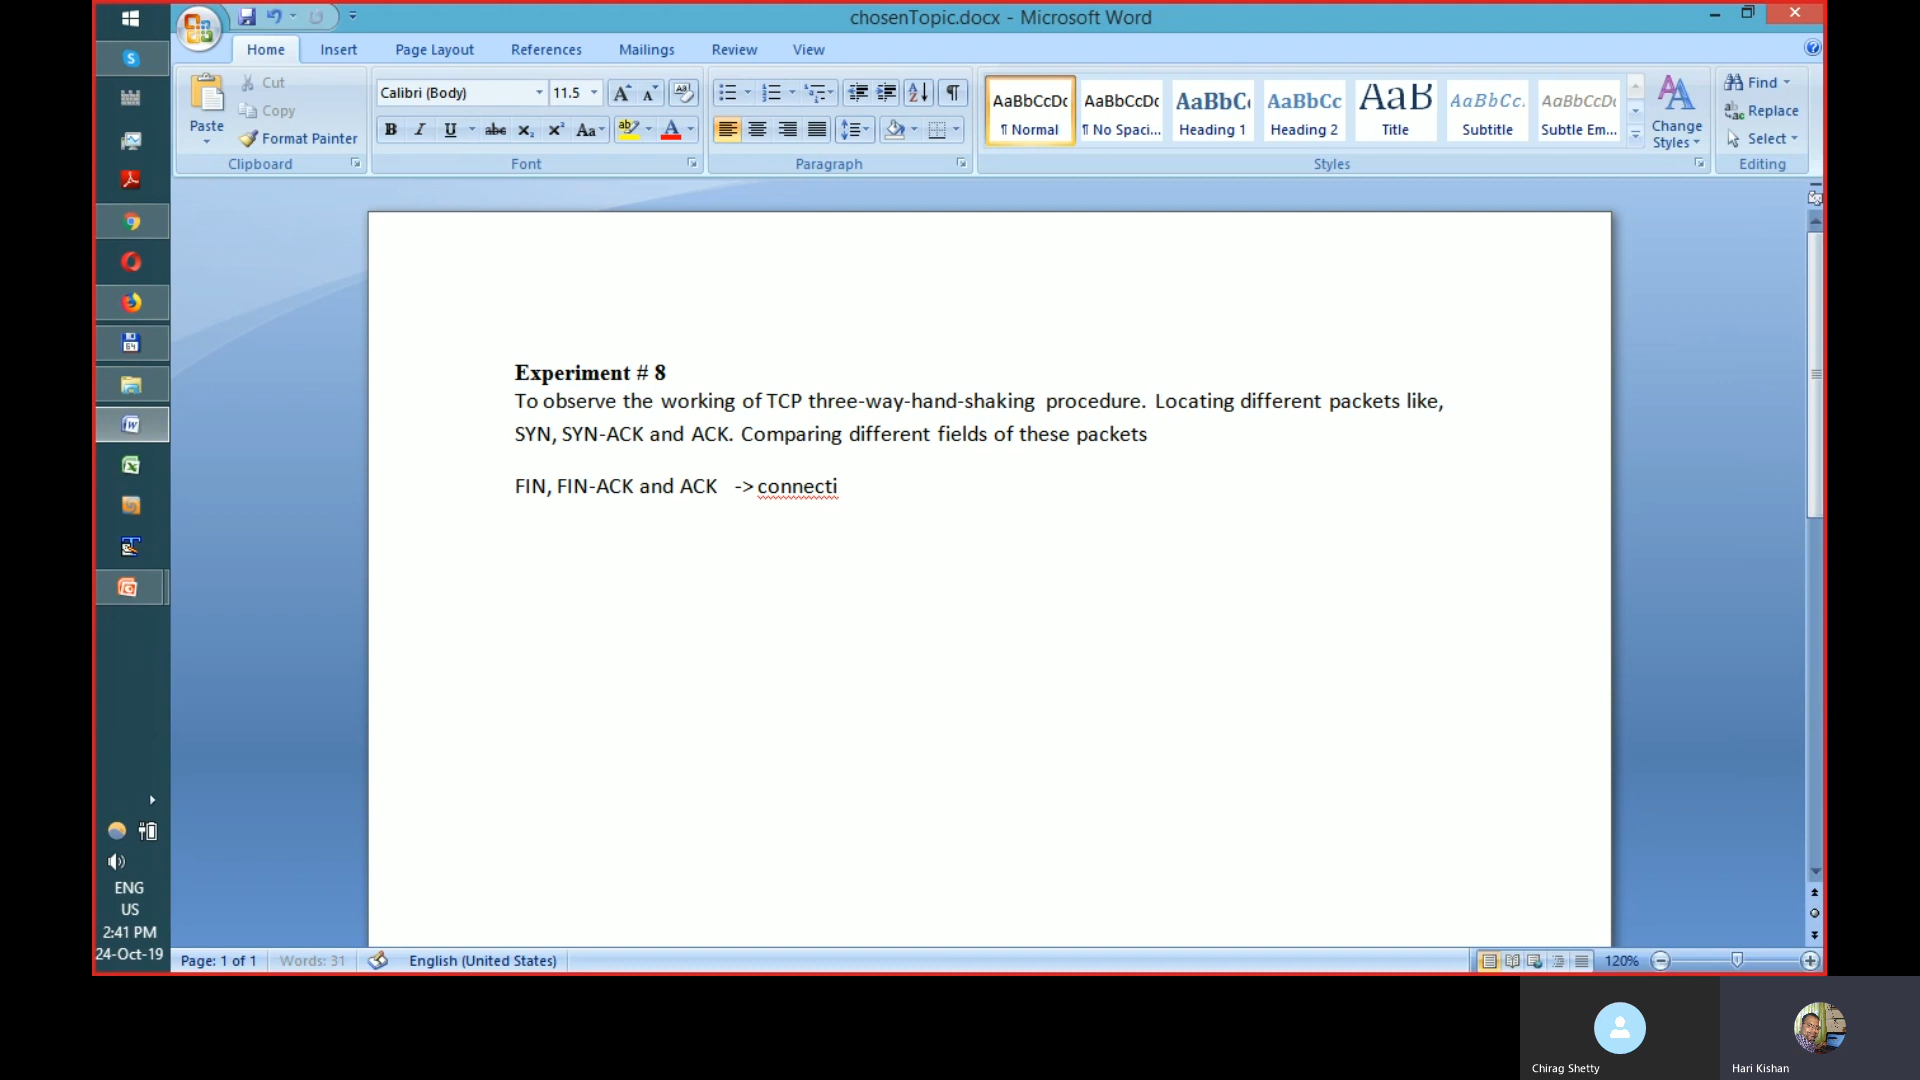 chosenTopic.docx - Microsoft Word
Home Insert Page Layout References Mailings Review View
Paste
Cut
Copy
Format Painter
Clipboard
Calibri (Body) 11.5
B I U abc X₂ X² Aa
Font
Paragraph
AaBbCcDc AaBbCcDc AaBbC AaBbCc AaB AaBbCc. AaBbCcDc
¶ Normal ¶ No Spaci... Heading 1 Heading 2 Title Subtitle Subtle Em...
Change Styles
Styles
Find
Replace
Select
Editing
Experiment # 8
To observe the working of TCP three-way-hand-shaking procedure. Locating different packets like,
SYN, SYN-ACK and ACK. Comparing different fields of these packets
FIN, FIN-ACK and ACK -> connecti
ENG
US
2:41 PM
24-Oct-19
Page: 1 of 1 Words: 31 English (United States) 120%
Chirag Shetty Hari Kishan